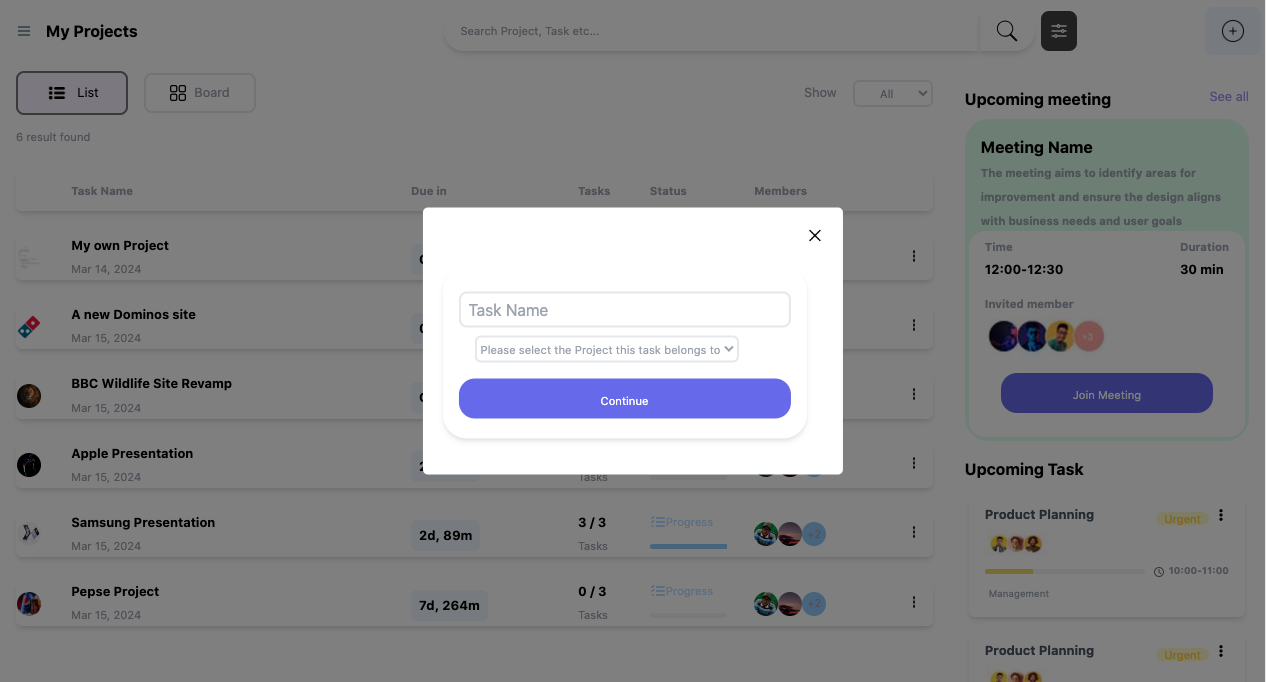 My Projects
Search Project, Task etc...
List
Board
Show
All
6 result found
Task Name
Due in
Tasks
Status
Members
My own Project
Mar 14, 2024
A new Dominos site
Mar 15, 2024
BBC Wildlife Site Revamp
Mar 15, 2024
Apple Presentation
Mar 15, 2024
Tasks
Samsung Presentation
Mar 15, 2024
2d, 89m
3 / 3
Tasks
Progress
+2
Pepse Project
Mar 15, 2024
7d, 264m
0 / 3
Tasks
Progress
+2
Task Name
Please select the Project this task belongs to
Continue
Upcoming meeting
See all
Meeting Name
The meeting aims to identify areas for
improvement and ensure the design aligns
with business needs and user goals
Time
Duration
12:00-12:30
30 min
Invited member
+3
Join Meeting
Upcoming Task
Product Planning
Urgent
10:00-11:00
Management
Product Planning
Urgent